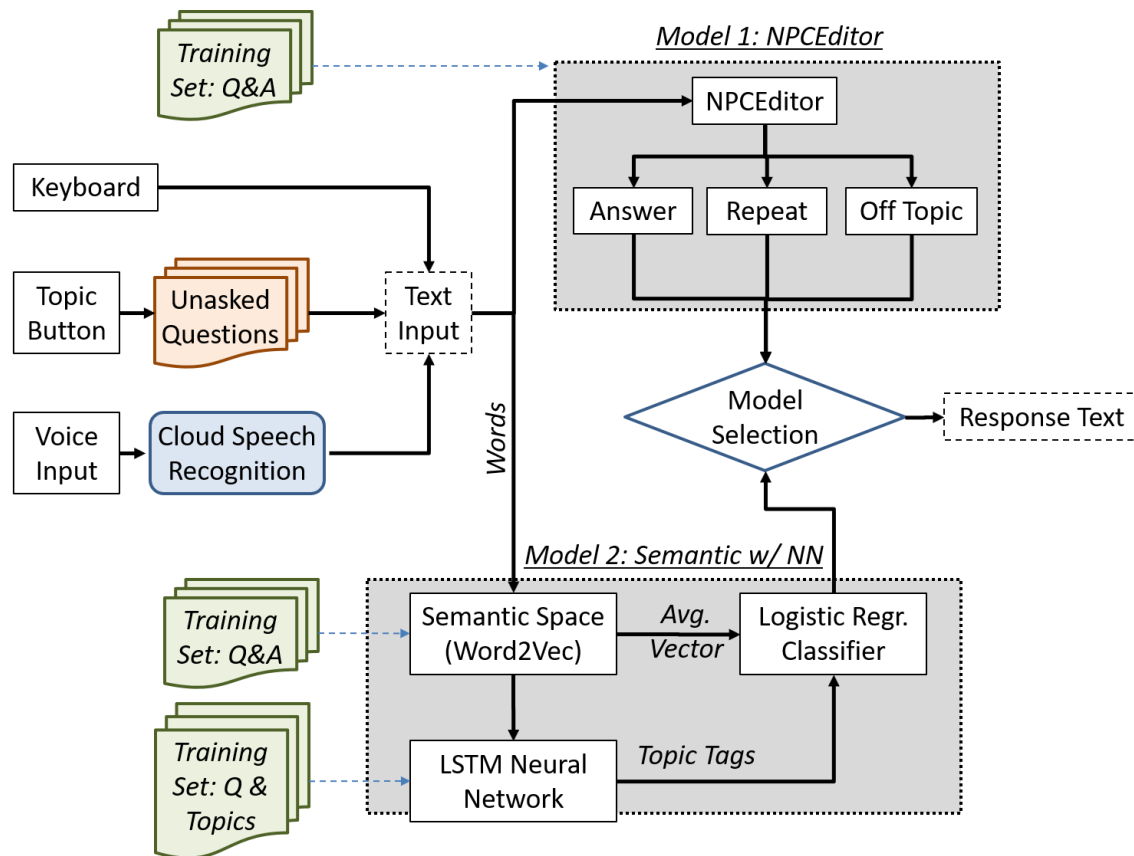 Training
Set: Q&A
Model 1: NPCEditor
NPCEditor
Answer
Repeat
Off Topic
Keyboard
Topic
Button
Unasked
Questions
Text
Input
Voice
Input
Cloud Speech
Recognition
Words
Model
Selection
Response Text
Model 2: Semantic w/ NN
Training
Set: Q&A
Semantic Space
(Word2Vec)
Avg.
Vector
Logistic Regr.
Classifier
Training
Set: Q &
Topics
LSTM Neural
Network
Topic Tags